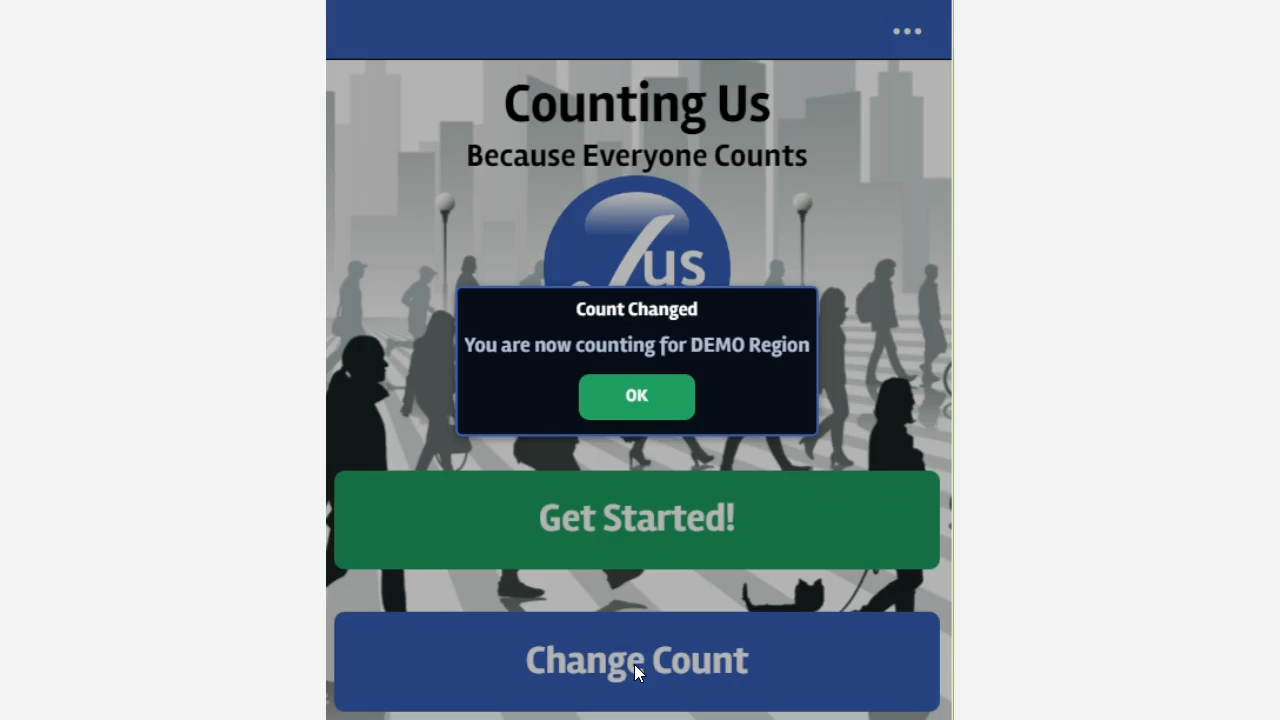 Counting Us
Because Everyone Counts
us
Count Changed
You are now counting for DEMO Region
OK
Get Started!
Change Count